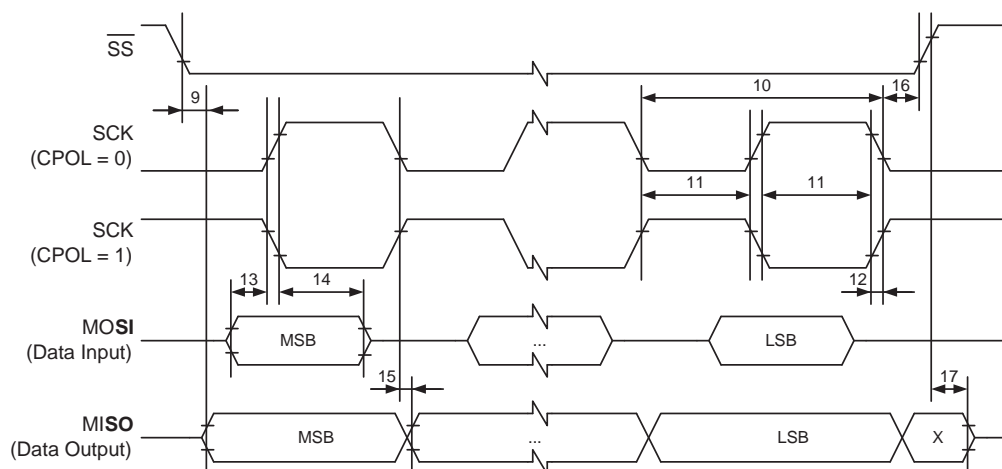 SS
10
16
9
SCK
(CPOL = 0)
11
11
SCK
(CPOL = 1)
13
14
12
MOSI
(Data Input)
MSB
...
LSB
15
17
MISO
(Data Output)
MSB
...
LSB
X